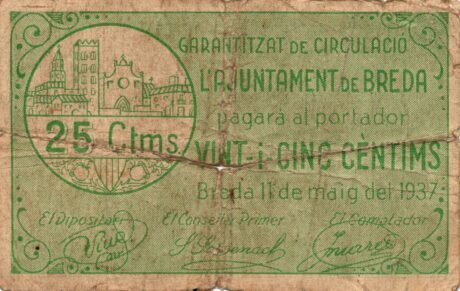 GARANTITZAT DE CIRCULACIÓ
L'AJUNTAMENT DE BREDA
pagarà al portador
25 Ctms.
VINT-i CINC CÈNTIMS
Breda 11 de maig del 1937
El Dipositari
El Conseller Primer
El Comptador